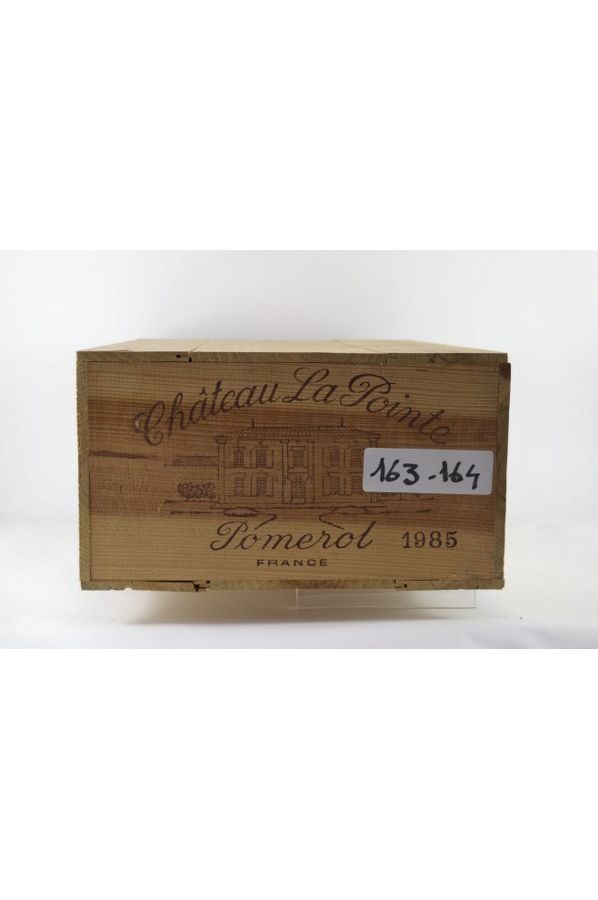 Château La Pointe
163-164
Pomerol 1985
FRANCE